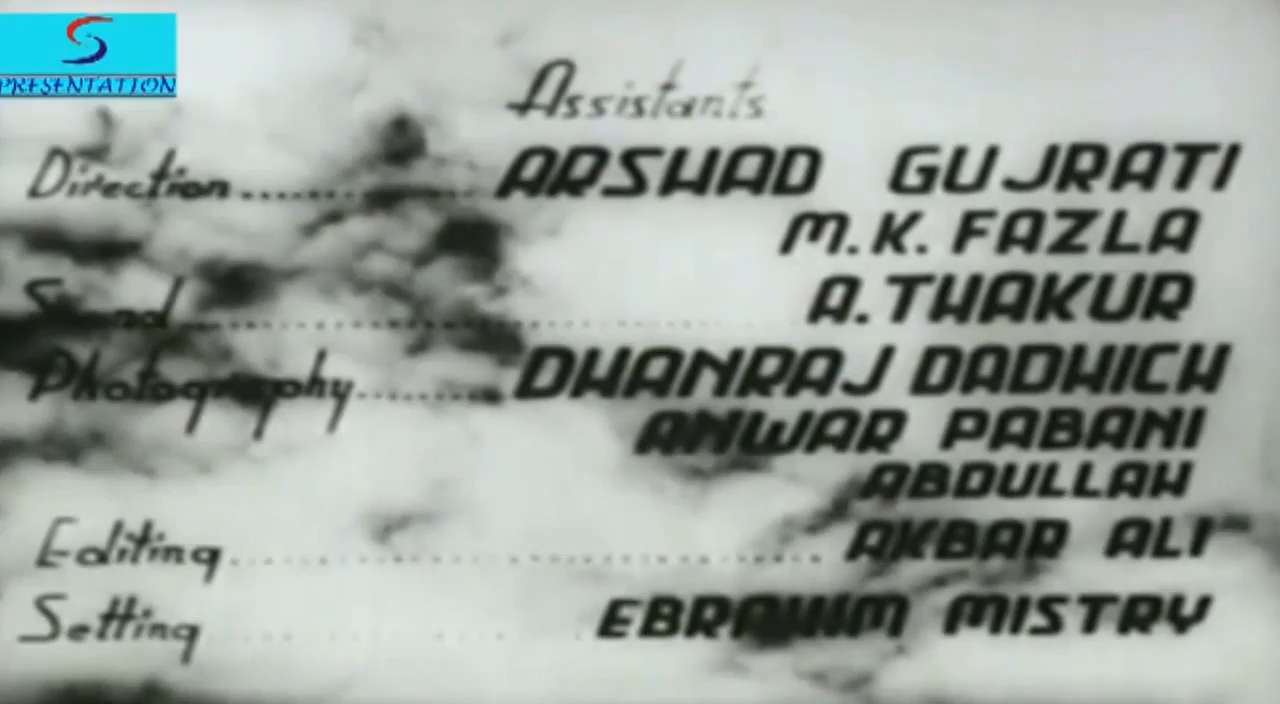 S
PRESENTATION
Assistants
Direction.............. ARSHAD GUJRATI
M.K. FAZLA
Sound.............................. A. THAKUR
Photography......... DHANRAJ DADHICH
ANWAR PABANI
ABDULLAH
Editing.............................. AKBAR ALI
Setting.............. EBRAHIM MISTRY